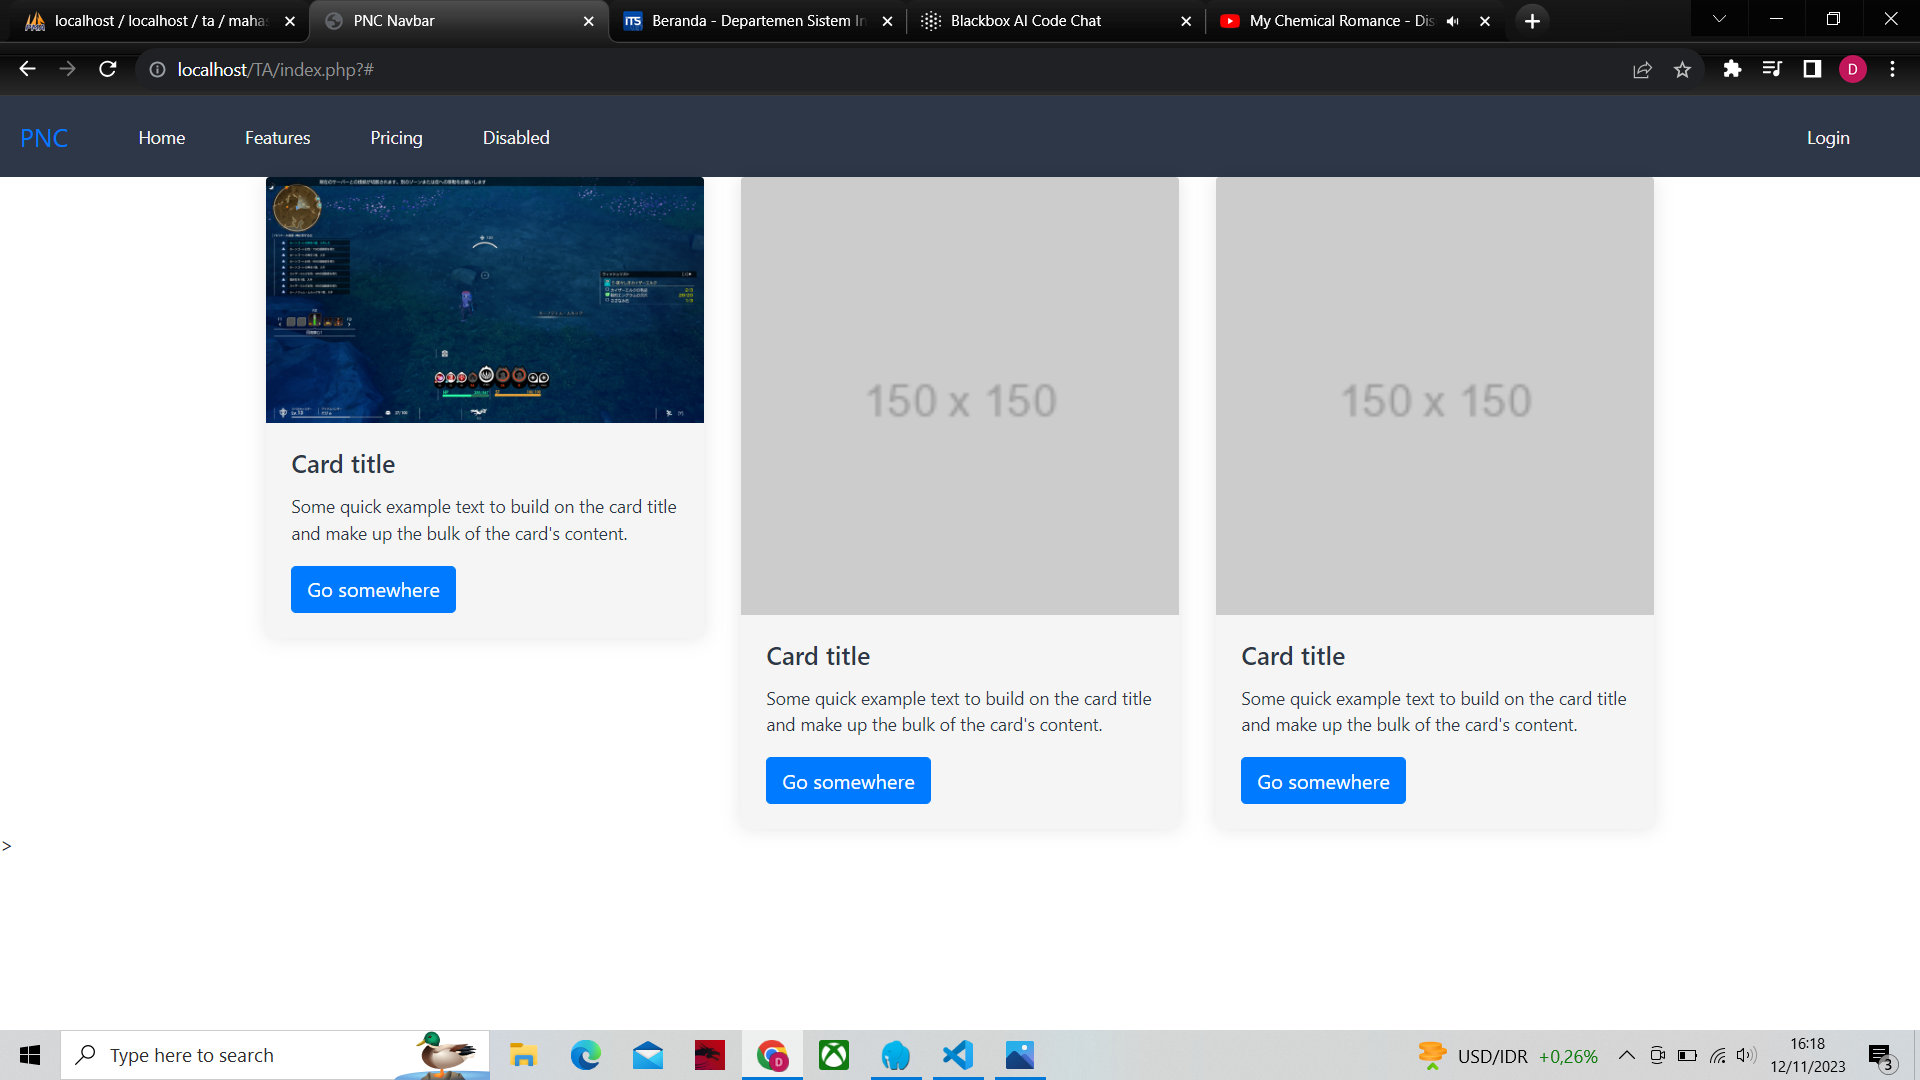 localhost / localhost / ta / maha
PNC Navbar
Beranda - Departemen Sistem In
Blackbox AI Code Chat
My Chemical Romance - Dis
localhost/TA/index.php?#
D
PNC
Home
Features
Pricing
Disabled
Login
150 x 150
150 x 150
Card title
Some quick example text to build on the card title
and make up the bulk of the card's content.
Go somewhere
Card title
Some quick example text to build on the card title
and make up the bulk of the card's content.
Go somewhere
Card title
Some quick example text to build on the card title
and make up the bulk of the card's content.
Go somewhere
>
Type here to search
USD/IDR +0,26%
16:18
12/11/2023
3